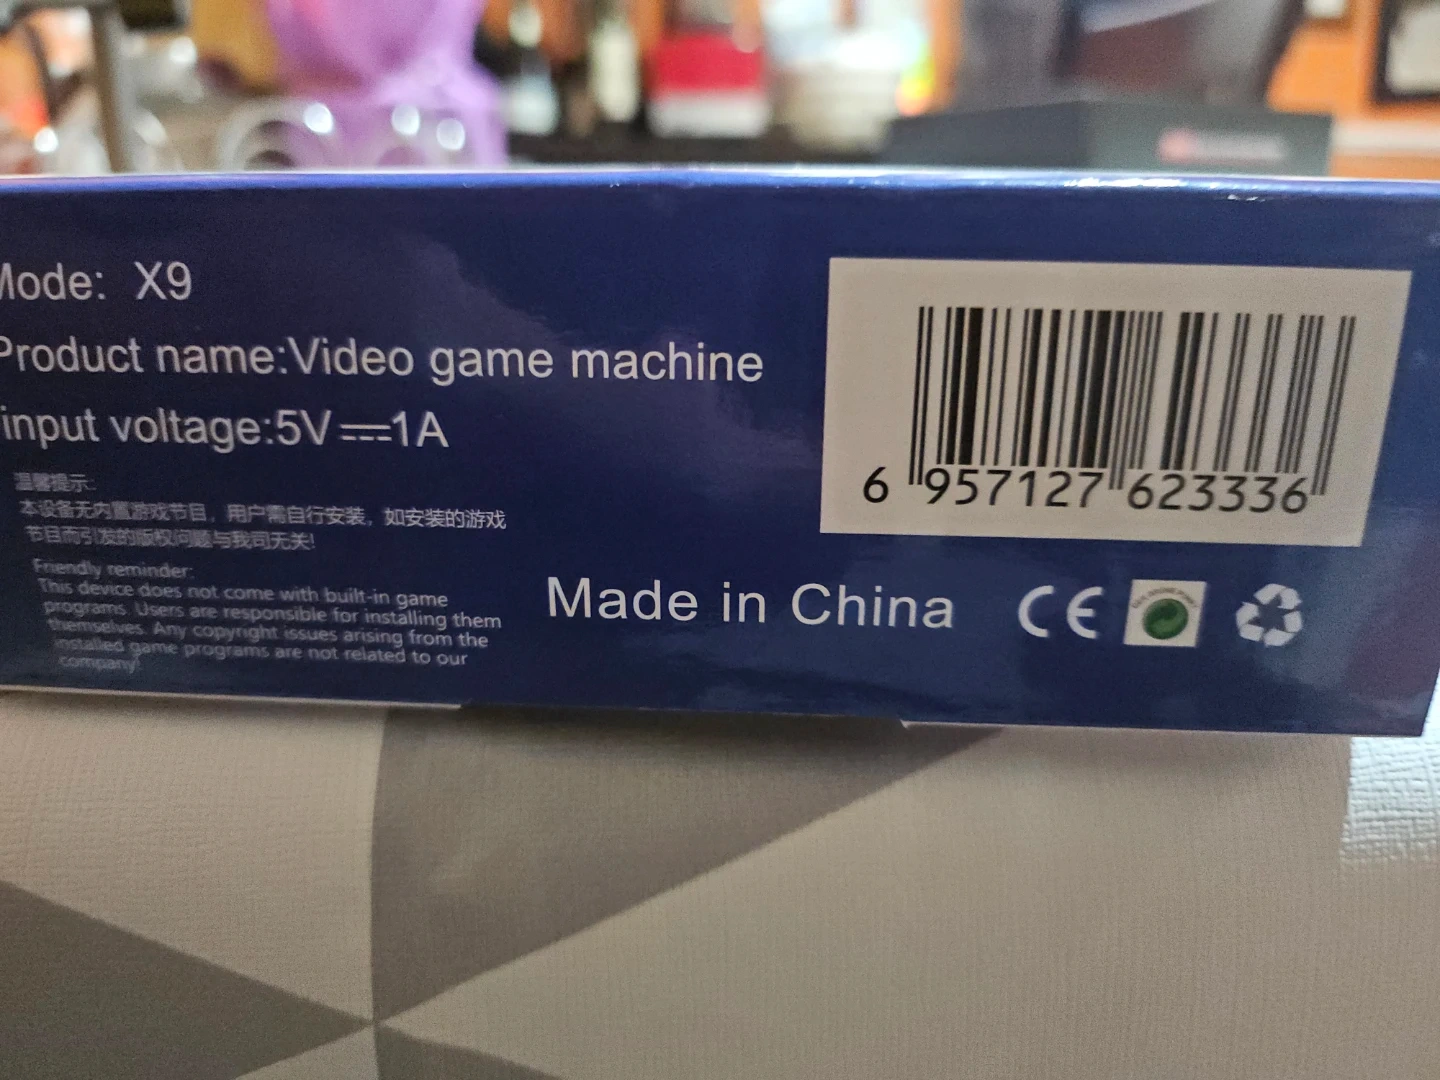 Mode: X9
Product name:Video game machine
input voltage:5V⎓1A
温馨提示:
本设备无内置游戏节目，用户需自行安装，如安装的游戏
节目而引发的版权问题与我司无关!
Friendly reminder:
This device does not come with built-in game
programs. Users are responsible for installing them
themselves. Any copyright issues arising from the
installed game programs are not related to our
company!
6 957127 623336
Made in China
CE